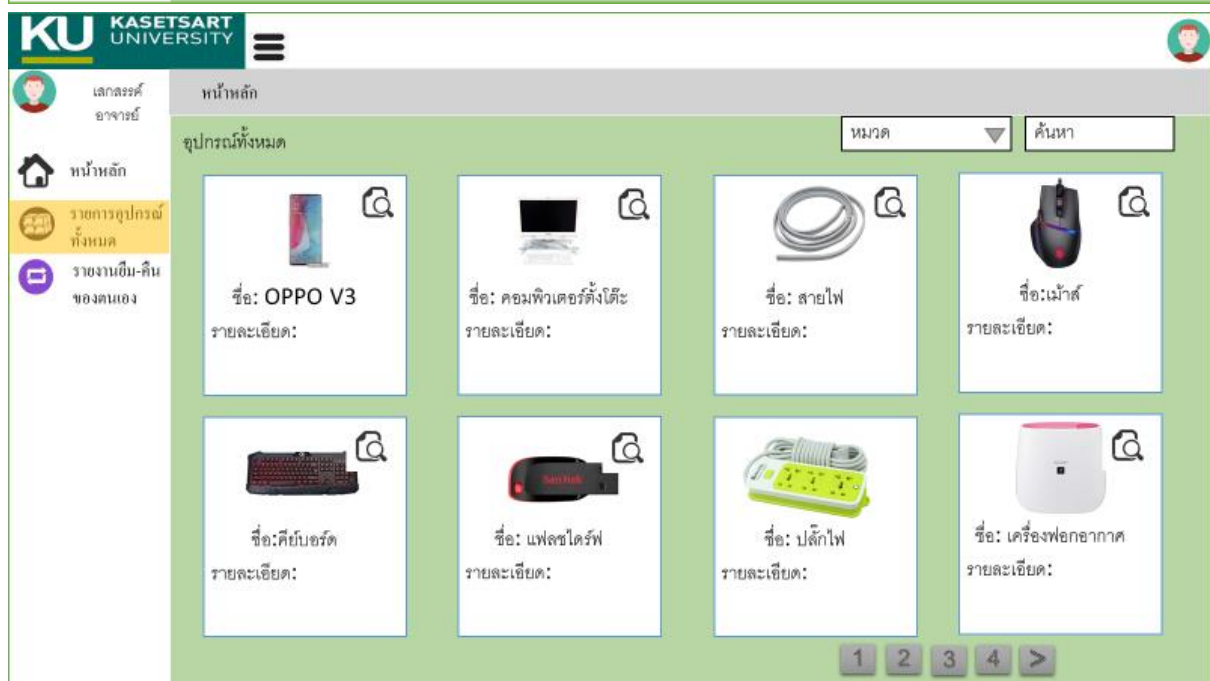 KU KASETSART
UNIVERSITY
เสกสรรค์
อาจารย์
หน้าหลัก
รายการอุปกรณ์
ทั้งหมด
รายงานยืม-คืน
ของตนเอง
หน้าหลัก
อุปกรณ์ทั้งหมด
หมวด
ค้นหา
ชื่อ: OPPO V3
รายละเอียด:
ชื่อ: คอมพิวเตอร์ตั้งโต๊ะ
รายละเอียด:
ชื่อ: สายไฟ
รายละเอียด:
ชื่อ:เม้าส์
รายละเอียด:
ชื่อ:คีย์บอร์ด
รายละเอียด:
SanDisk
ชื่อ: แฟลชไดร์ฟ
รายละเอียด:
ชื่อ: ปลั๊กไฟ
รายละเอียด:
ชื่อ: เครื่องฟอกอากาศ
รายละเอียด:
1 2 3 4 >